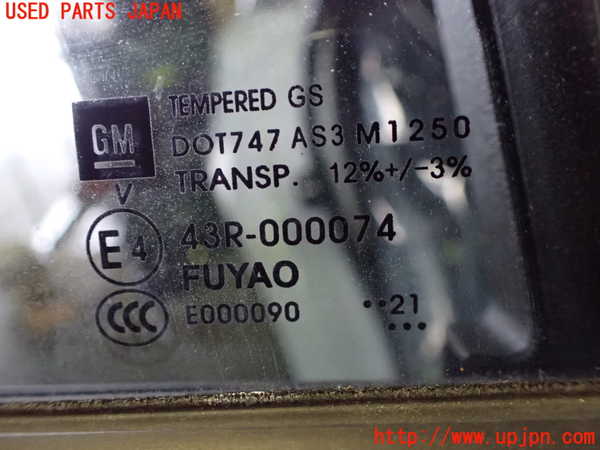 USED PARTS JAPAN
TEMPERED GS
GM
DOT747 AS3 M1250
TRANSP. 12%+/-3%
V
E4
43R-000074
FUYAO
CCC
E000090
··21
···
http://www.upjpn.com/